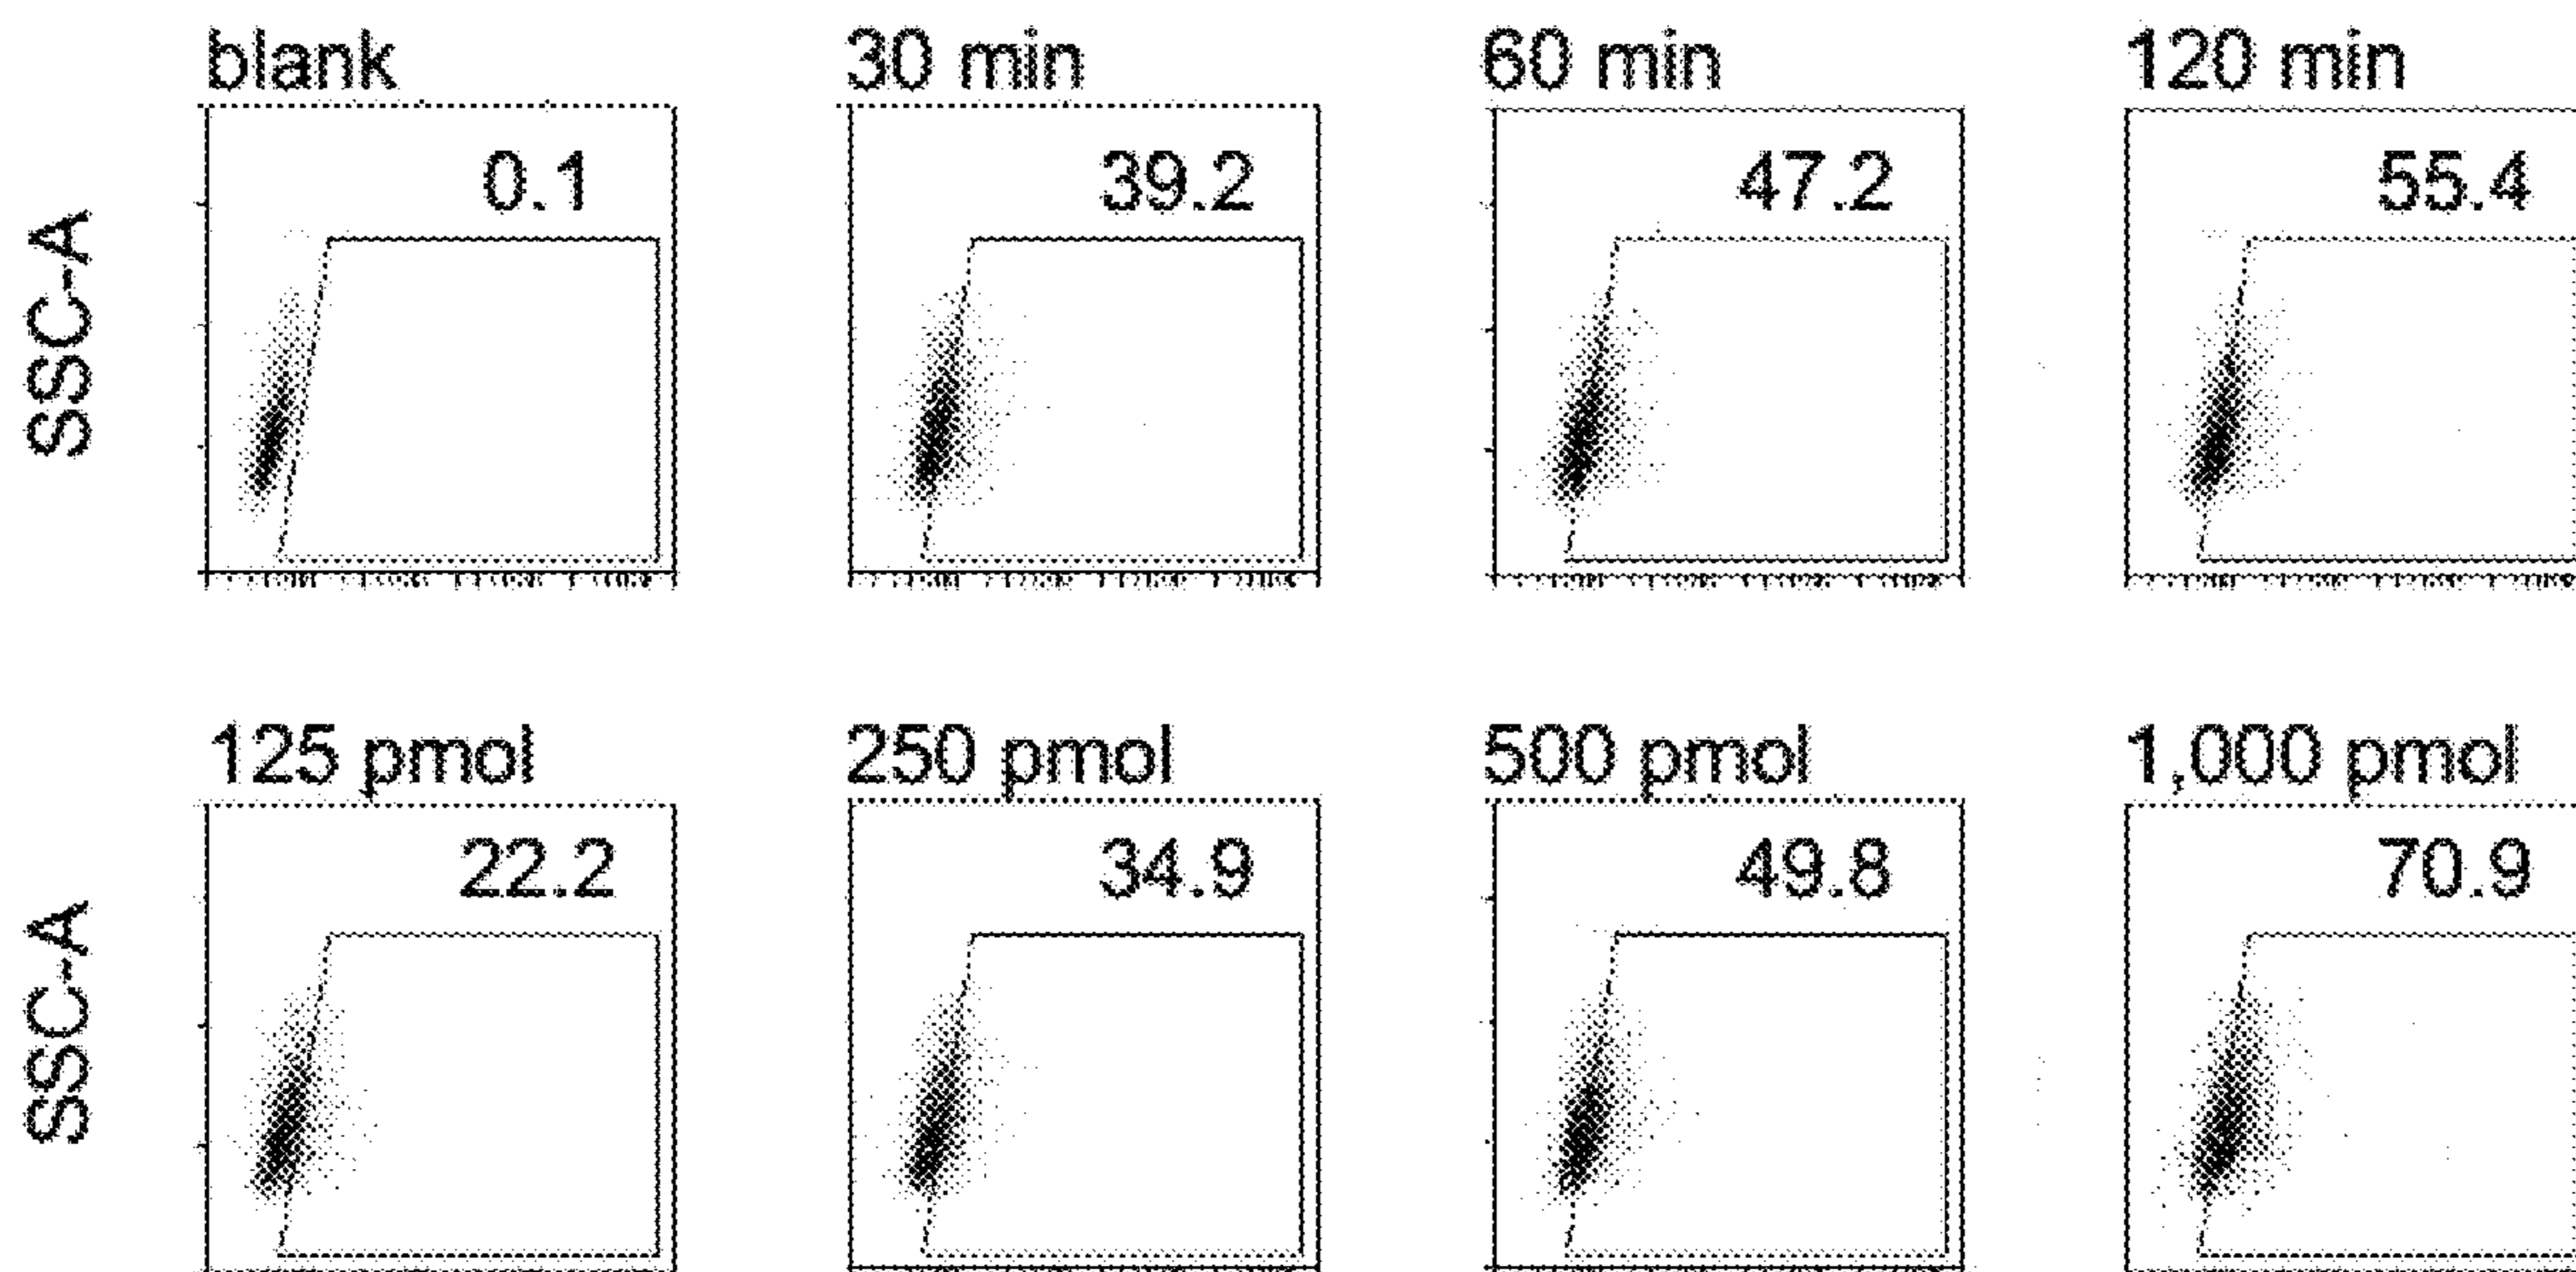 blank 30 min 60 min 120 min
0.1 39.2 47.2 55.4
SSC-A
125 pmol 250 pmol 500 pmol 1,000 pmol
22.2 34.9 49.8 70.9
SSC-A